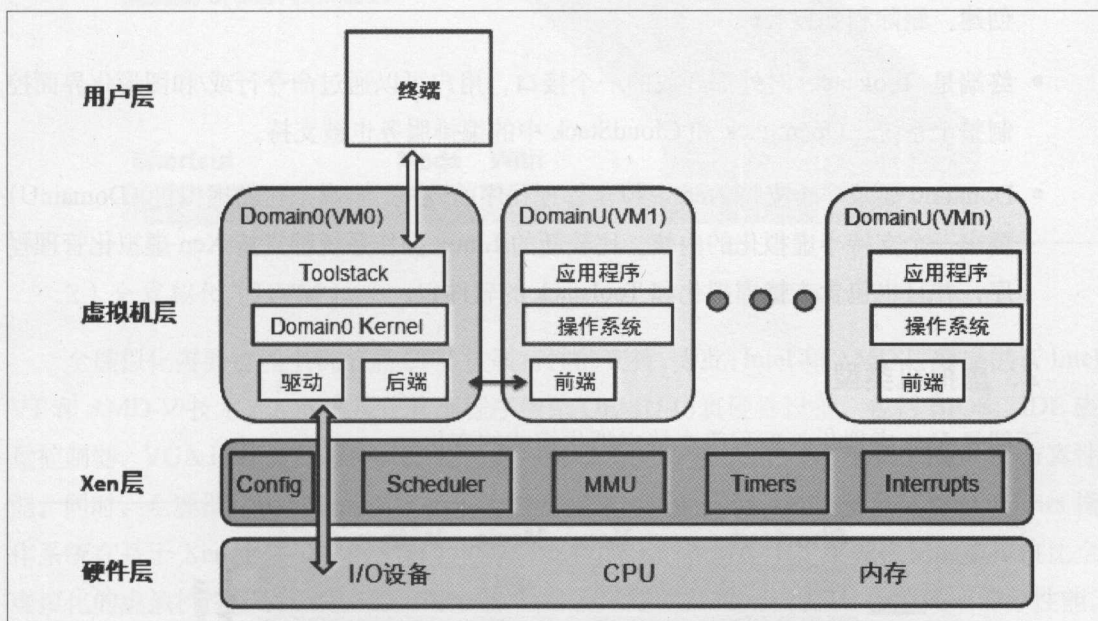 用户层
终端
Domain0(VM0)
DomainU(VM1)
DomainU(VMn)
Toolstack
应用程序
应用程序
虚拟机层
Domain0 Kernel
操作系统
操作系统
驱动
后端
前端
前端
Xen层
Config
Scheduler
MMU
Timers
Interrupts
硬件层
I/O设备
CPU
内存